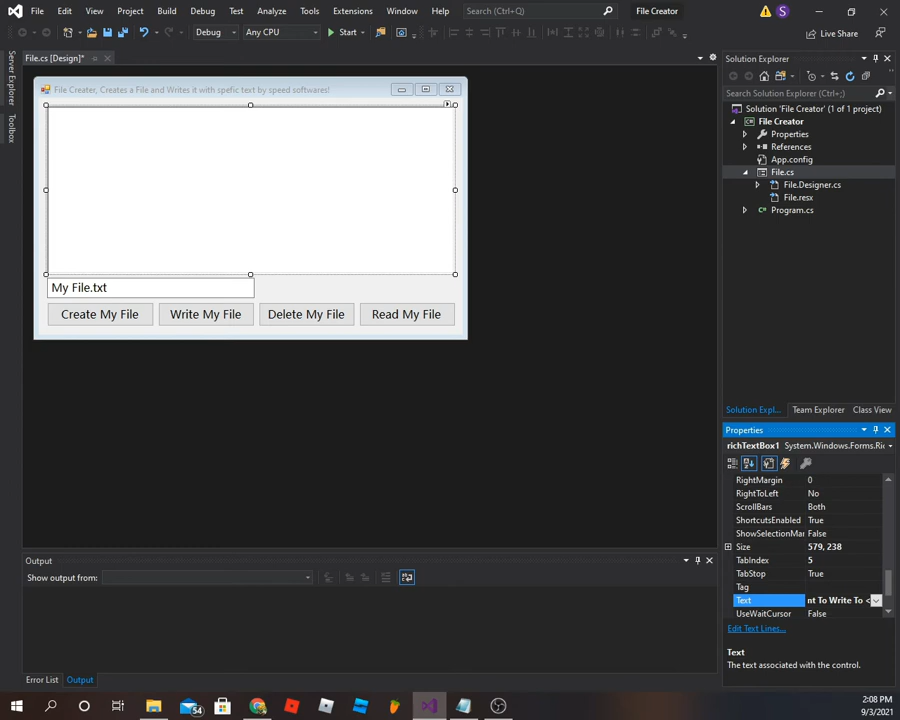 File Edit View Project Build Debug Test Analyze Tools Extensions Window Help Search (Ctrl+Q) File Creator S
Debug Any CPU Start Live Share
Server Explorer
Toolbox
File.cs [Design]*
File Creater, Creates a File and Writes it with spefic text by speed softwares!
My File.txt
Create My File Write My File Delete My File Read My File
Solution Explorer
Search Solution Explorer (Ctrl+;)
Solution 'File Creator' (1 of 1 project)
File Creator
Properties
References
App.config
File.cs
File.Designer.cs
File.resx
Program.cs
Solution Expl... Team Explorer Class View
Properties
richTextBox1 System.Windows.Forms.Ric
RightMargin 0
RightToLeft No
ScrollBars Both
ShortcutsEnabled True
ShowSelectionMar False
Size 579, 238
TabIndex 5
TabStop True
Tag
Text nt To Write To <
UseWaitCursor False
Edit Text Lines...
Text
The text associated with the control.
Output
Show output from:
Error List Output
54
2:08 PM
9/3/2021